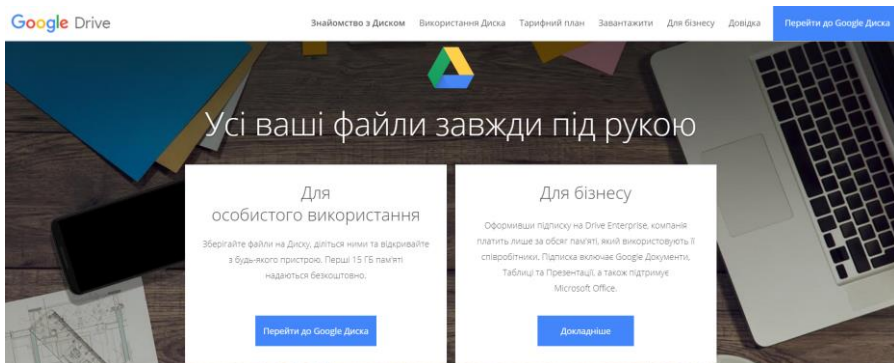 Google Drive
Знайомство з Диском Використання Диска Тарифний план Завантажити Для бізнесу Довідка Перейти до Google Диска
Усі ваші файли завжди під рукою
Для
особистого використання
Зберігайте файли на Диску, діліться ними та відкривайте
з будь-якого пристрою. Перші 15 ГБ пам'яті
надаються безкоштовно.
Перейти до Google Диска
Для бізнесу
Оформивши підписку на Drive Enterprise, компанія
платить лише за обсяг пам'яті, який використовують її
співробітники. Підписка включає Google Документи,
Таблиці та Презентації, а також підтримує
Microsoft Office.
Докладніше